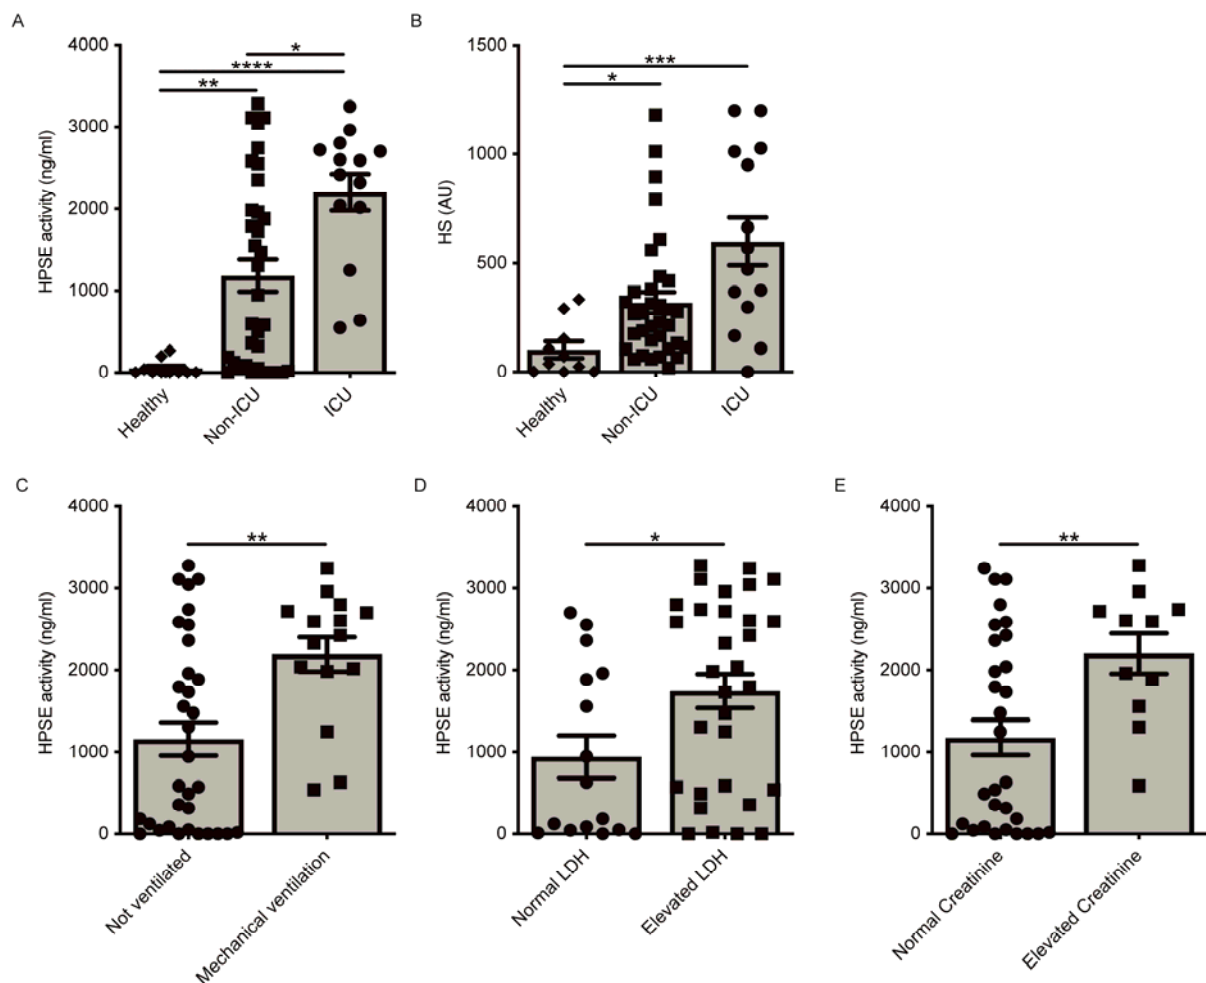 A
HPSE activity (ng/ml)
4000
3000
2000
1000
0
*
****
**
Healthy
Non-ICU
ICU
B
HS (AU)
1500
1000
500
0
***
*
Healthy
Non-ICU
ICU
C
HPSE activity (ng/ml)
4000
3000
2000
1000
0
**
Not ventilated
Mechanical ventilation
D
HPSE activity (ng/ml)
4000
3000
2000
1000
0
*
Normal LDH
Elevated LDH
E
HPSE activity (ng/ml)
4000
3000
2000
1000
0
**
Normal Creatinine
Elevated Creatinine